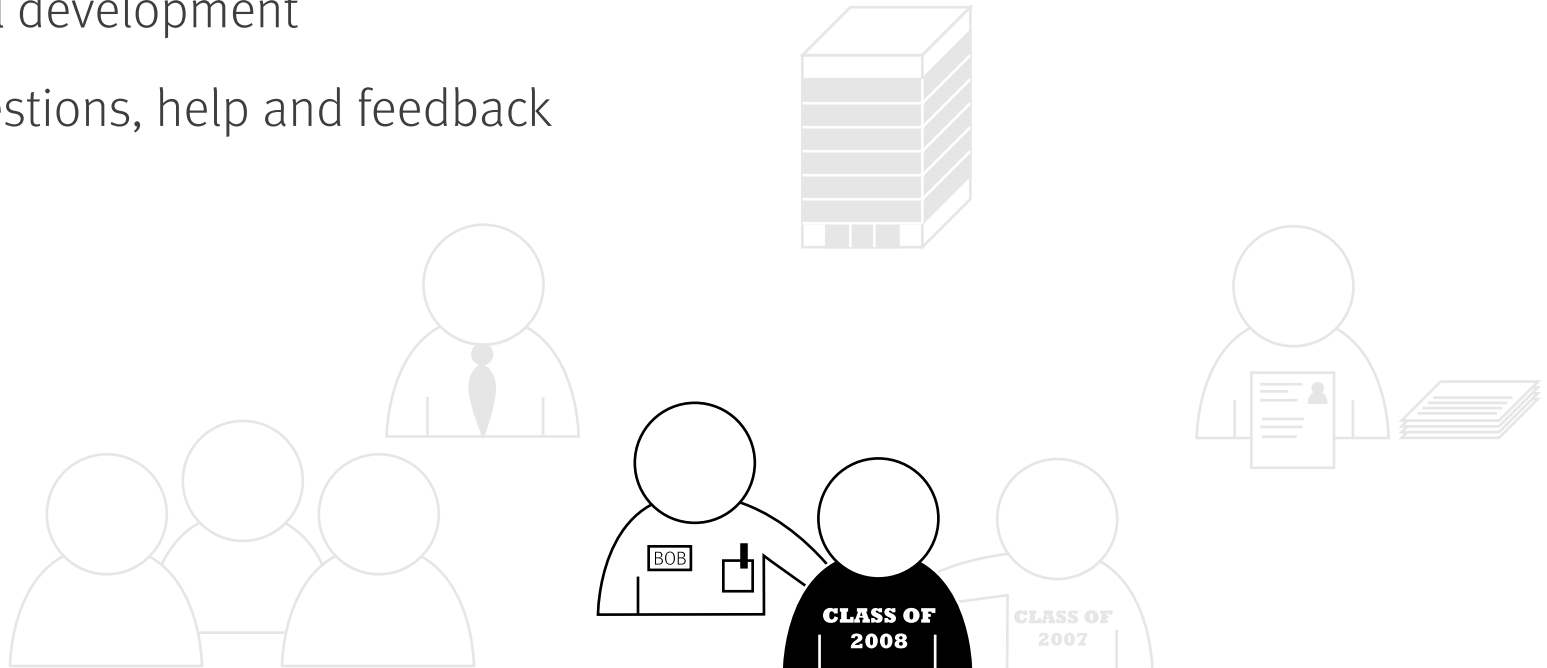 development
help and feedback
BOB
CLASS OF
2008
CLASS OF
2007